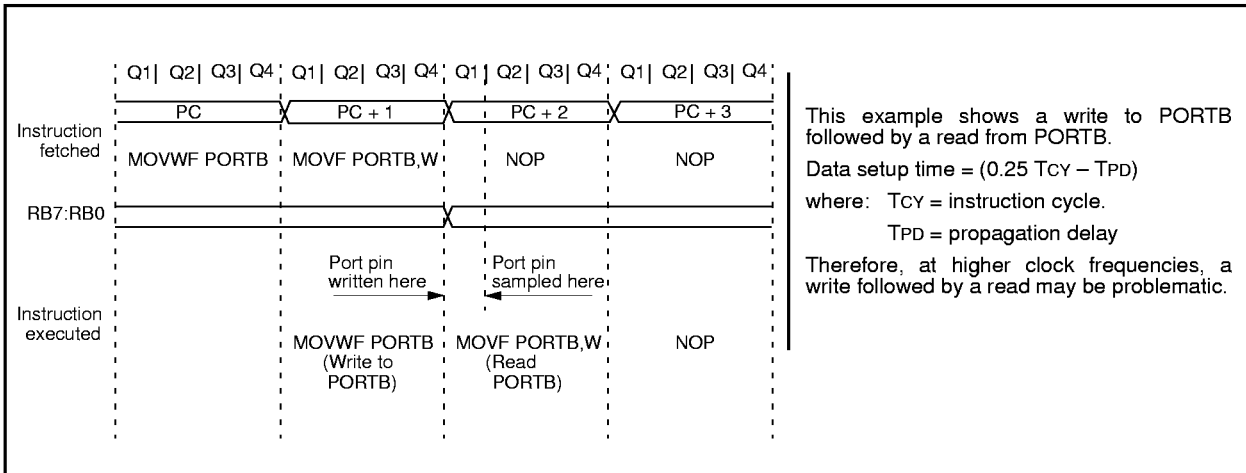 Q1| Q2| Q3| Q4 Q1| Q2| Q3| Q4 Q1| Q2| Q3| Q4 Q1| Q2| Q3| Q4
PC PC + 1 PC + 2 PC + 3
Instruction
fetched
MOVWF PORTB MOVF PORTB,W NOP NOP
RB7:RB0
Port pin
written here
Port pin
sampled here
Instruction
executed
MOVWF PORTB
(Write to
PORTB)
MOVF PORTB,W
(Read
PORTB)
NOP
This example shows a write to PORTB
followed by a read from PORTB.
Data setup time = (0.25 TCY – TPD)
where: TCY = instruction cycle.
TPD = propagation delay
Therefore, at higher clock frequencies, a
write followed by a read may be problematic.